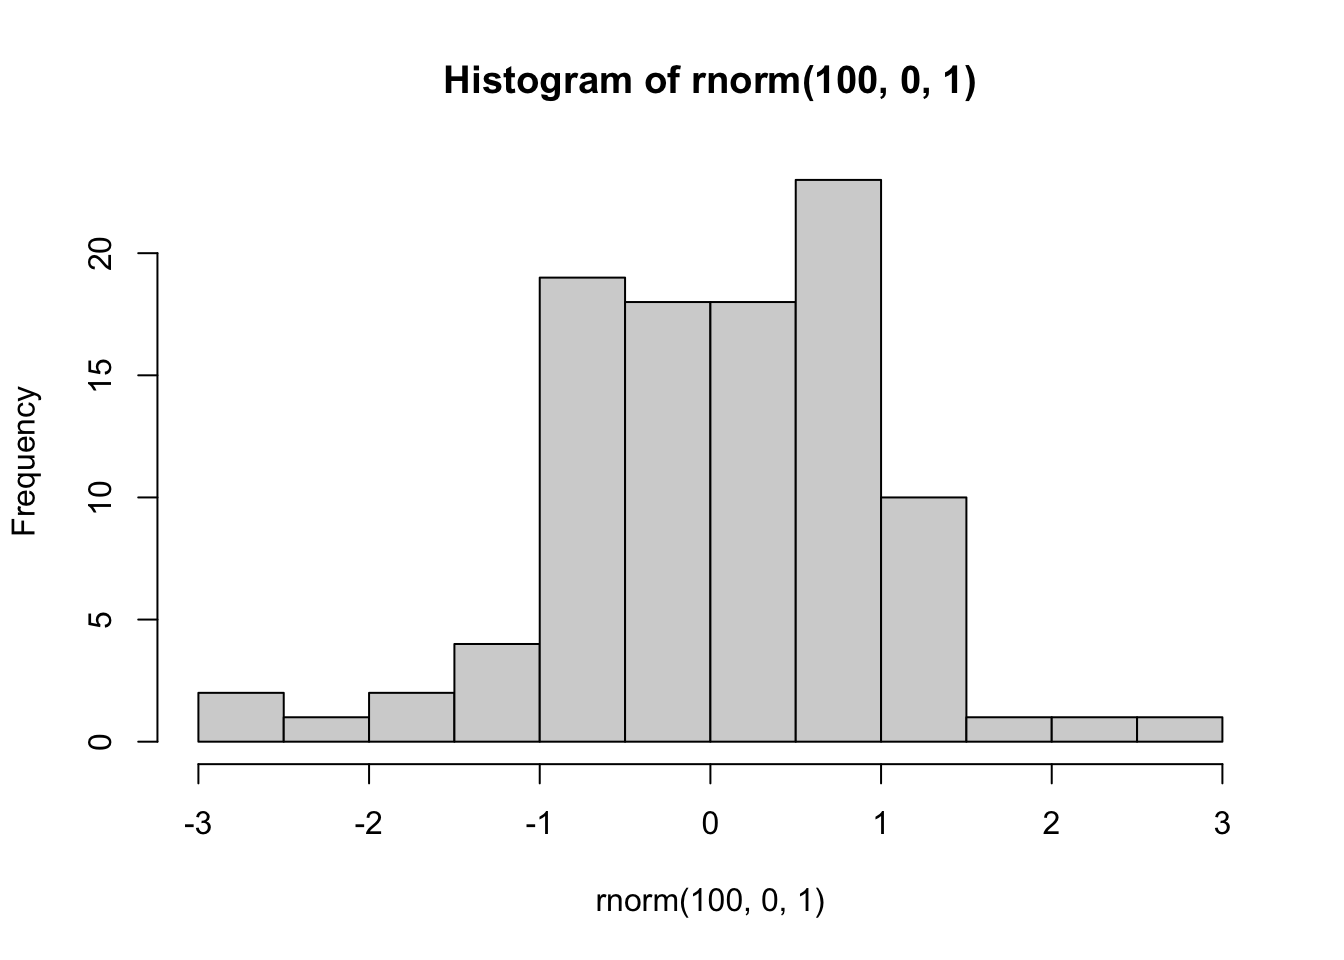 Histogram of rnorm(100, 0, 1)
Frequency
20
15
10
5
0
-3 -2 -1 0 1 2 3
rnorm(100, 0, 1)